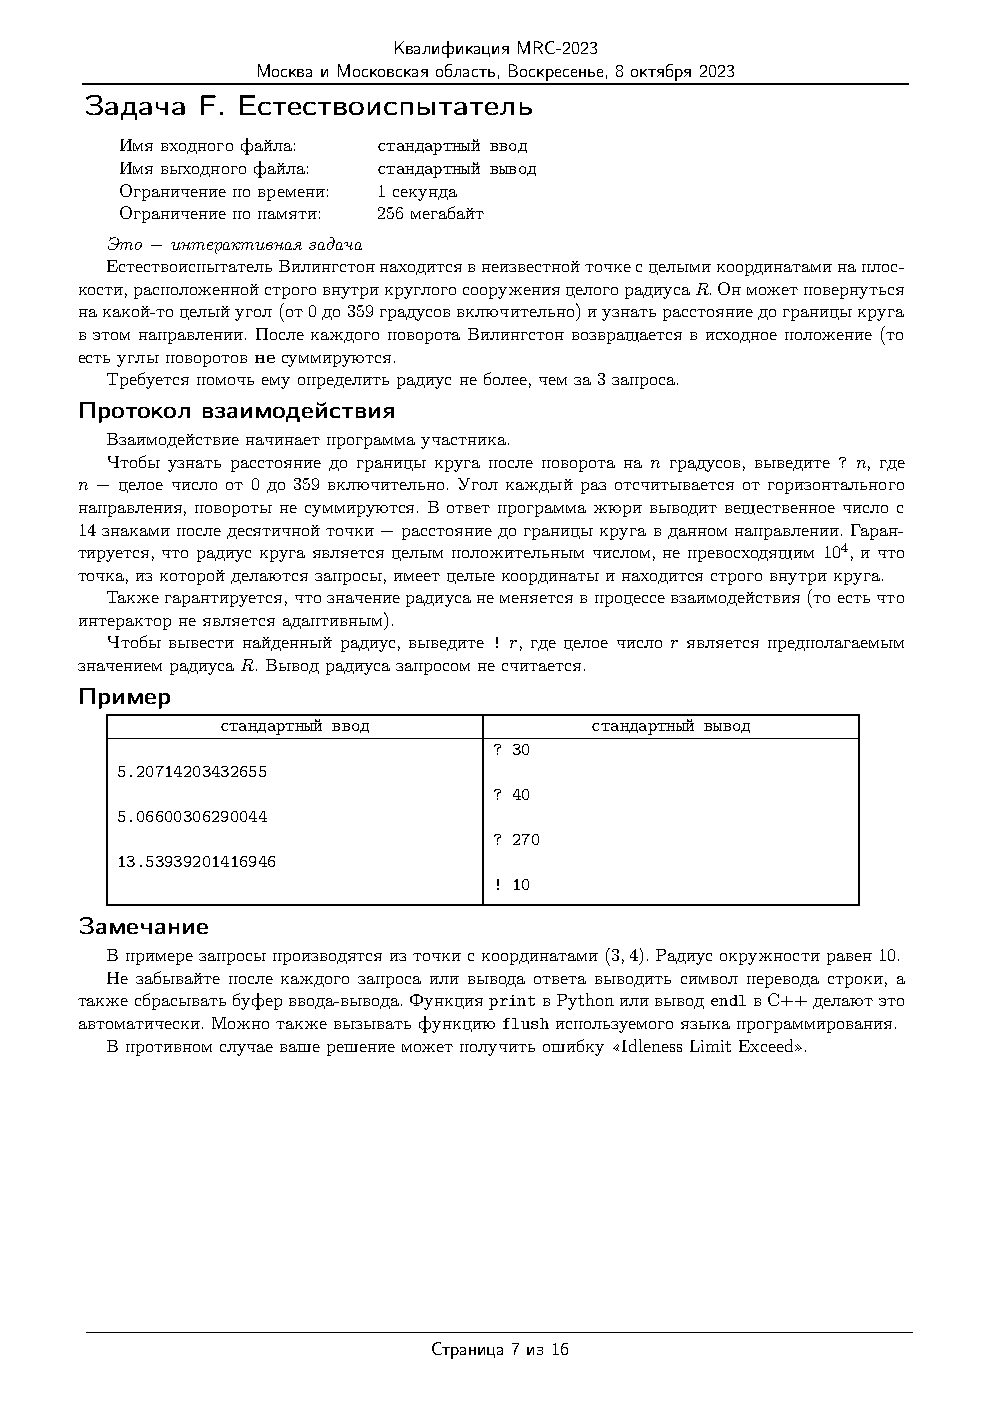 Квалификация MRC-2023
Москва и Московская область, Воскресенье, 8 октября 2023
Задача F. Естествоиспытатель
Имя входного файла: стандартный ввод
Имя выходного файла: стандартный вывод
Ограничение по времени: 1 секунда
Ограничение по памяти: 256 мегабайт
Это — интерактивная задача
Естествоиспытатель Вилингстон находится в неизвестной точке с целыми координатами на плос-
кости, расположенной строго внутри круглого сооружения целого радиуса R. Он может повернуться
на какой-то целый угол (от 0 до 359 градусов включительно) и узнать расстояние до границы круга
в этом направлении. После каждого поворота Вилингстон возвращается в исходное положение (то
есть углы поворотов не суммируются.
Требуется помочь ему определить радиус не более, чем за 3 запроса.
Протокол взаимодействия
Взаимодействие начинает программа участника.
Чтобы узнать расстояние до границы круга после поворота на n градусов, выведите ? n, где
n — целое число от 0 до 359 включительно. Угол каждый раз отсчитывается от горизонтального
направления, повороты не суммируются. В ответ программа жюри выводит вещественное число с
14 знаками после десятичной точки — расстояние до границы круга в данном направлении. Гаран-
тируется, что радиус круга является целым положительным числом, не превосходящим 10⁴, и что
точка, из которой делаются запросы, имеет целые координаты и находится строго внутри круга.
Также гарантируется, что значение радиуса не меняется в процессе взаимодействия (то есть что
интерактор не является адаптивным).
Чтобы вывести найденный радиус, выведите ! r, где целое число r является предполагаемым
значением радиуса R. Вывод радиуса запросом не считается.
Пример
стандартный ввод стандартный вывод
? 30
5.20714203432655
? 40
5.06600306290044
? 270
13.53939201416946
! 10
Замечание
В примере запросы производятся из точки с координатами (3, 4). Радиус окружности равен 10.
Не забывайте после каждого запроса или вывода ответа выводить символ перевода строки, а
также сбрасывать буфер ввода-вывода. Функция print в Python или вывод endl в C++ делают это
автоматически. Можно также вызывать функцию flush используемого языка программирования.
В противном случае ваше решение может получить ошибку «Idleness Limit Exceed».
Страница 7 из 16